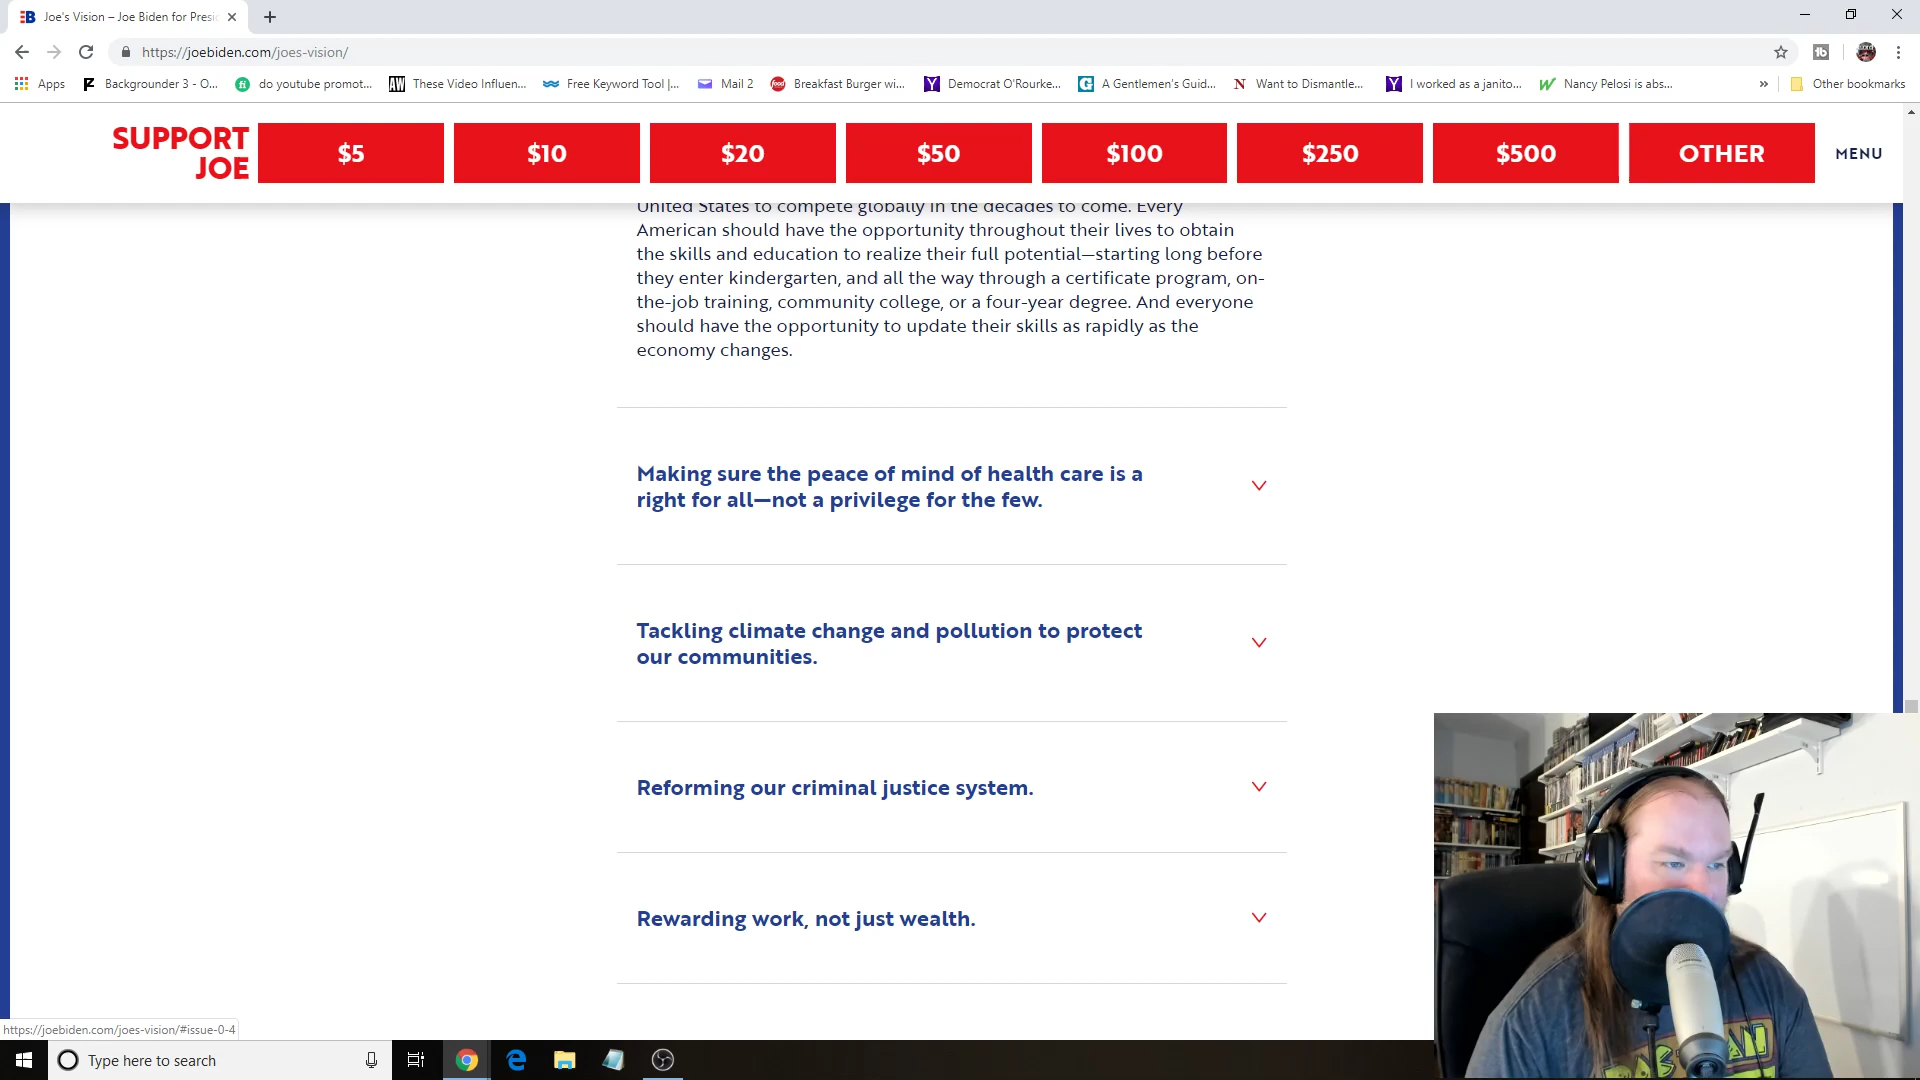 Joe's Vision – Joe Biden for Presi
https://joebiden.com/joes-vision/
Apps
Backgrounder 3 - O...
do youtube promot...
These Video Influen...
Free Keyword Tool |...
Mail 2
Breakfast Burger wi...
Democrat O'Rourke...
A Gentlemen's Guid...
Want to Dismantle...
I worked as a janito...
Nancy Pelosi is abs...
»
Other bookmarks
SUPPORT
JOE
$5
$10
$20
$50
$100
$250
$500
OTHER
MENU
United States to compete globally in the decades to come. Every
American should have the opportunity throughout their lives to obtain
the skills and education to realize their full potential—starting long before
they enter kindergarten, and all the way through a certificate program, on-
the-job training, community college, or a four-year degree. And everyone
should have the opportunity to update their skills as rapidly as the
economy changes.
Making sure the peace of mind of health care is a
right for all—not a privilege for the few.
Tackling climate change and pollution to protect
our communities.
Reforming our criminal justice system.
Rewarding work, not just wealth.
https://joebiden.com/joes-vision/#issue-0-4
Type here to search